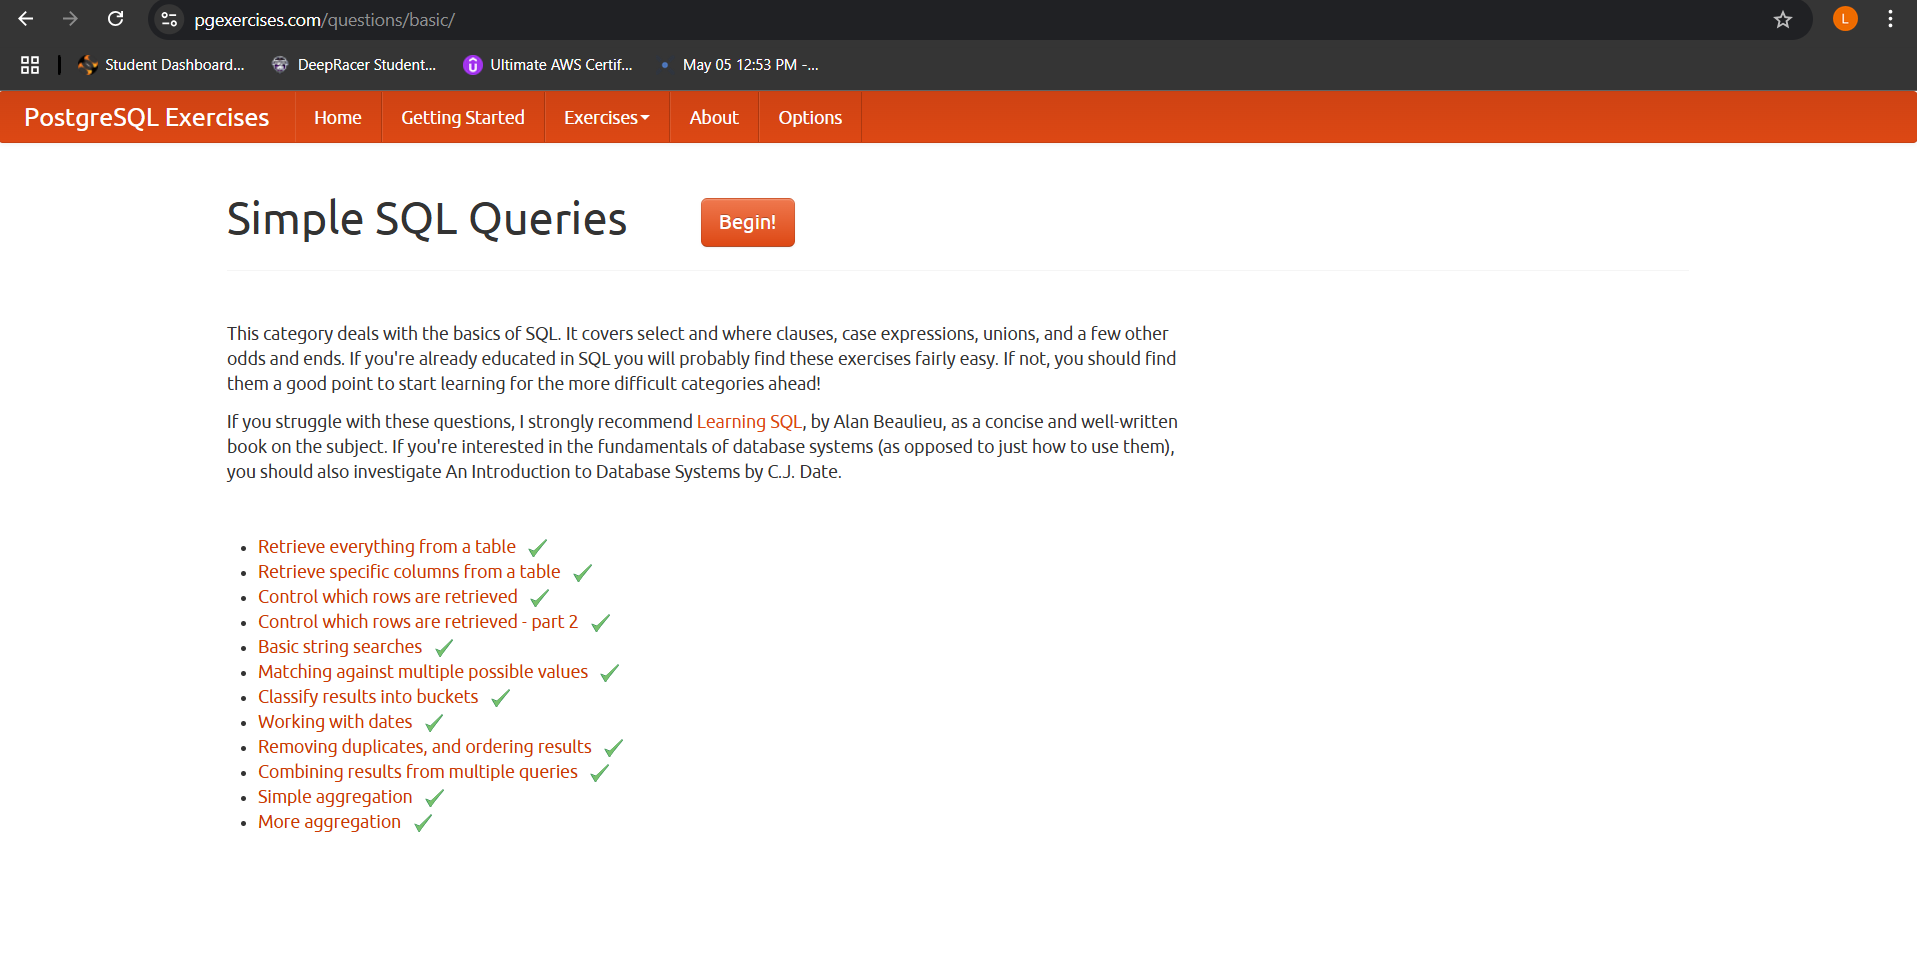 pgexercises.com/questions/basic/
L
Student Dashboard...
DeepRacer Student...
Ultimate AWS Certif...
May 05 12:53 PM -...
PostgreSQL Exercises
Home
Getting Started
Exercises
About
Options
Simple SQL Queries
Begin!
This category deals with the basics of SQL. It covers select and where clauses, case expressions, unions, and a few other
odds and ends. If you're already educated in SQL you will probably find these exercises fairly easy. If not, you should find
them a good point to start learning for the more difficult categories ahead!
If you struggle with these questions, I strongly recommend Learning SQL, by Alan Beaulieu, as a concise and well-written
book on the subject. If you're interested in the fundamentals of database systems (as opposed to just how to use them),
you should also investigate An Introduction to Database Systems by C.J. Date.
Retrieve everything from a table
Retrieve specific columns from a table
Control which rows are retrieved
Control which rows are retrieved - part 2
Basic string searches
Matching against multiple possible values
Classify results into buckets
Working with dates
Removing duplicates, and ordering results
Combining results from multiple queries
Simple aggregation
More aggregation